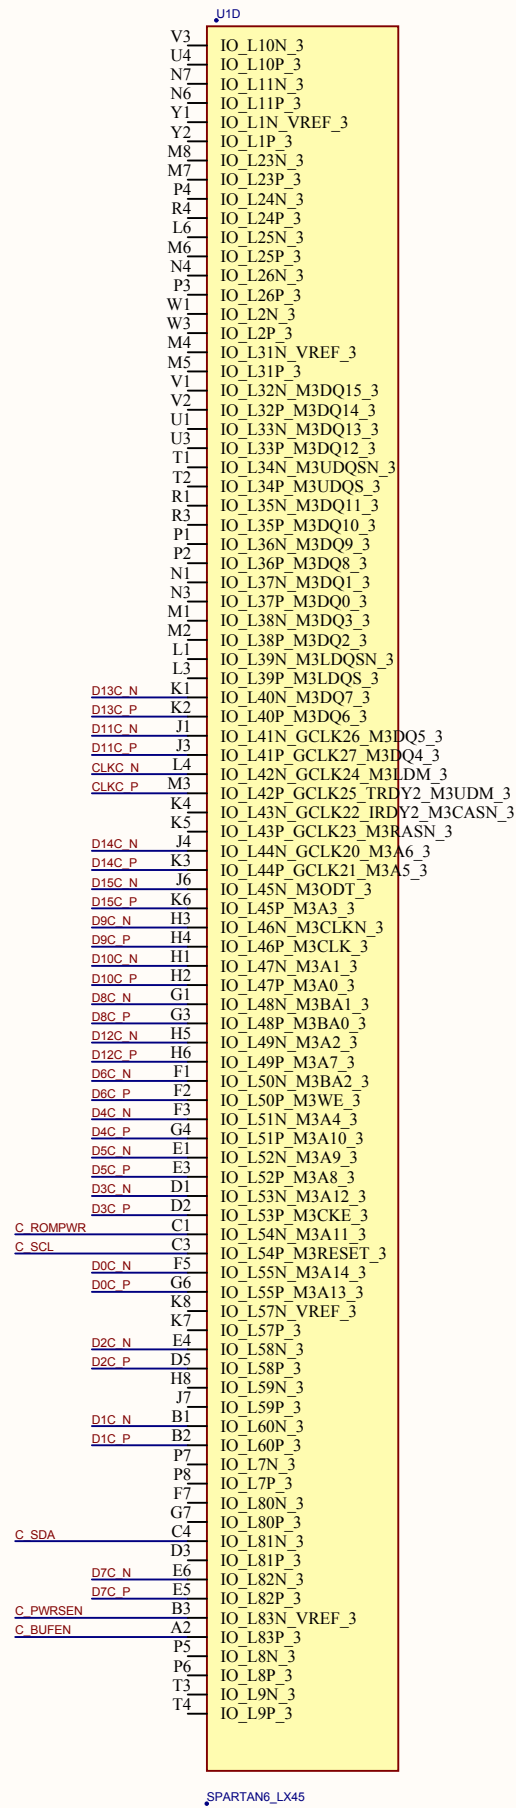 U1D
V3 IO_L10N_3
U4 IO_L10P_3
N7 IO_L11N_3
N6 IO_L11P_3
Y1 IO_L1N_VREF_3
Y2 IO_L1P_3
M8 IO_L23N_3
M7 IO_L23P_3
P4 IO_L24N_3
R4 IO_L24P_3
L6 IO_L25N_3
M6 IO_L25P_3
N4 IO_L26N_3
P3 IO_L26P_3
W1 IO_L2N_3
W3 IO_L2P_3
M4 IO_L31N_VREF_3
M5 IO_L31P_3
V1 IO_L32N_M3DQ15_3
V2 IO_L32P_M3DQ14_3
U1 IO_L33N_M3DQ13_3
U3 IO_L33P_M3DQ12_3
T1 IO_L34N_M3UDQSN_3
T2 IO_L34P_M3UDQS_3
R1 IO_L35N_M3DQ11_3
R3 IO_L35P_M3DQ10_3
P1 IO_L36N_M3DQ9_3
P2 IO_L36P_M3DQ8_3
N1 IO_L37N_M3DQ1_3
N3 IO_L37P_M3DQ0_3
M1 IO_L38N_M3DQ3_3
M2 IO_L38P_M3DQ2_3
L1 IO_L39N_M3LDQSN_3
L3 IO_L39P_M3LDQS_3
D13C_N K1 IO_L40N_M3DQ7_3
D13C_P K2 IO_L40P_M3DQ6_3
D11C_N J1 IO_L41N_GCLK26_M3DQ5_3
D11C_P J3 IO_L41P_GCLK27_M3DQ4_3
CLKC_N L4 IO_L42N_GCLK24_M3LDM_3
CLKC_P M3 IO_L42P_GCLK25_TRDY2_M3UDM_3
K4 IO_L43N_GCLK22_IRDY2_M3CASN_3
K5 IO_L43P_GCLK23_M3RASN_3
D14C_N J4 IO_L44N_GCLK20_M3A6_3
D14C_P K3 IO_L44P_GCLK21_M3A5_3
D15C_N J6 IO_L45N_M3ODT_3
D15C_P K6 IO_L45P_M3A3_3
D9C_N H3 IO_L46N_M3CLKN_3
D9C_P H4 IO_L46P_M3CLK_3
D10C_N H1 IO_L47N_M3A1_3
D10C_P H2 IO_L47P_M3A0_3
D8C_N G1 IO_L48N_M3BA1_3
D8C_P G3 IO_L48P_M3BA0_3
D12C_N H5 IO_L49N_M3A2_3
D12C_P H6 IO_L49P_M3A7_3
D6C_N F1 IO_L50N_M3BA2_3
D6C_P F2 IO_L50P_M3WE_3
D4C_N F3 IO_L51N_M3A4_3
D4C_P G4 IO_L51P_M3A10_3
D5C_N E1 IO_L52N_M3A9_3
D5C_P E3 IO_L52P_M3A8_3
D3C_N D1 IO_L53N_M3A12_3
D3C_P D2 IO_L53P_M3CKE_3
C_ROMPWR C1 IO_L54N_M3A11_3
C_SCL C3 IO_L54P_M3RESET_3
D0C_N F5 IO_L55N_M3A14_3
D0C_P G6 IO_L55P_M3A13_3
K8 IO_L57N_VREF_3
K7 IO_L57P_3
D2C_N E4 IO_L58N_3
D2C_P D5 IO_L58P_3
H8 IO_L59N_3
J7 IO_L59P_3
D1C_N B1 IO_L60N_3
D1C_P B2 IO_L60P_3
P7 IO_L7N_3
P8 IO_L7P_3
F7 IO_L80N_3
G7 IO_L80P_3
C_SDA C4 IO_L81N_3
D3 IO_L81P_3
D7C_N E6 IO_L82N_3
D7C_P E5 IO_L82P_3
C_PWRSEN B3 IO_L83N_VREF_3
C_BUFEN A2 IO_L83P_3
P5 IO_L8N_3
P6 IO_L8P_3
T3 IO_L9N_3
T4 IO_L9P_3
SPARTAN6_LX45